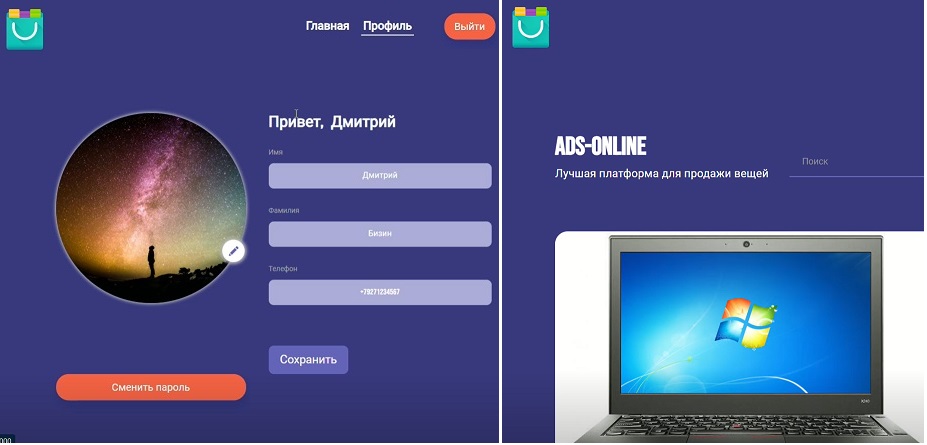 Главная Профиль Выйти
Привет, Дмитрий
Имя
Дмитрий
Фамилия
Бизин
Телефон
+79271234567
Сохранить
Сменить пароль
000
ADS-ONLINE
Лучшая платформа для продажи вещей
Поиск